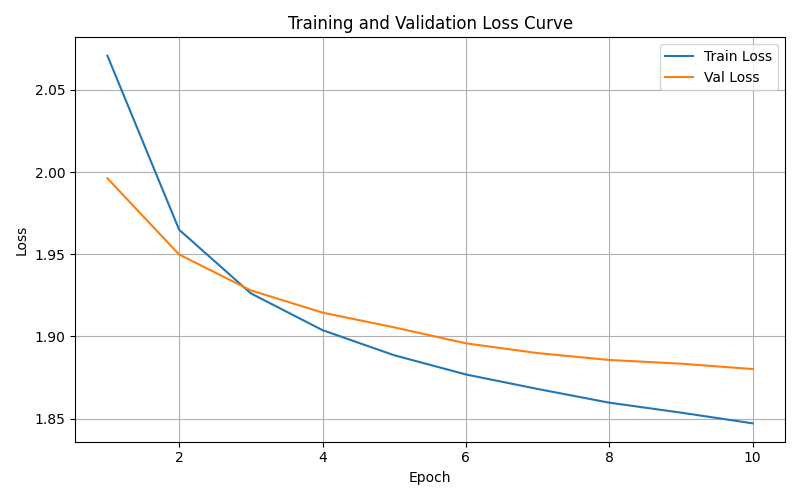 Training and Validation Loss Curve
Train Loss
Val Loss
2.05
2.00
1.95
1.90
1.85
Loss
2 4 6 8 10
Epoch